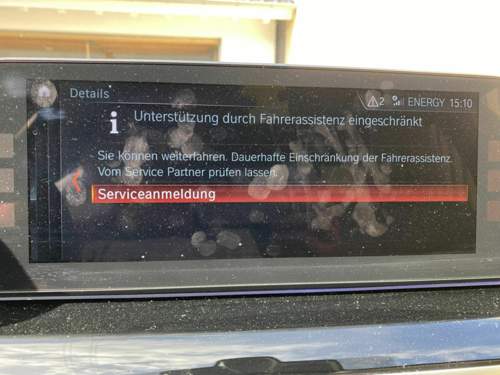 Details
2 ENERGY 15:10
Unterstützung durch Fahrerassistenz eingeschränkt
Sie können weiterfahren. Dauerhafte Einschränkung der Fahrerassistenz.
Vom Service Partner prüfen lassen.
Serviceanmeldung